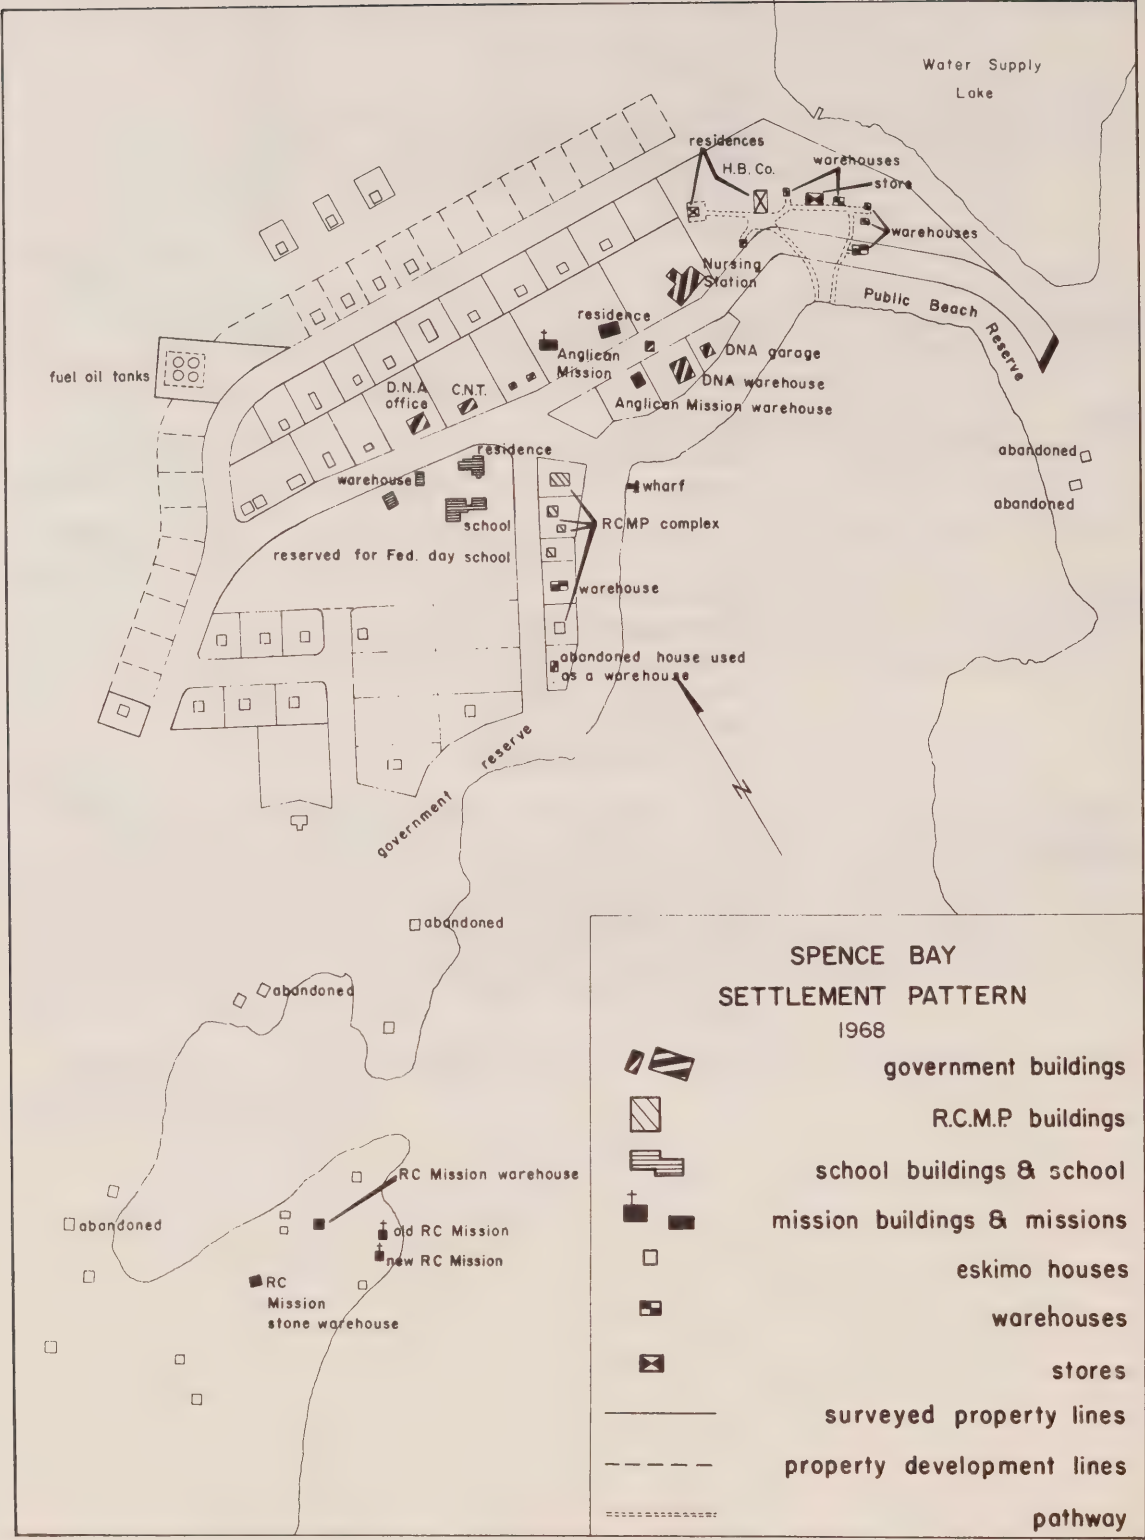 Water Supply
Lake
residences
H.B. Co.
warehouses
store
warehouses
Nursing
Station
Public Beach
Reserve
residence
Anglican
Mission
DNA garage
DNA warehouse
Anglican Mission warehouse
fuel oil tanks
D.N.A
office
C.N.T.
residence
warehouse
school
reserved for Fed. day school
wharf
RCMP complex
warehouse
abandoned house used
as a warehouse
abandoned
abandoned
N
government reserve
abandoned
abandoned
RC Mission warehouse
old RC Mission
new RC Mission
abandoned
RC
Mission
stone warehouse
SPENCE BAY
SETTLEMENT PATTERN
1968
government buildings
R.C.M.P. buildings
school buildings & school
mission buildings & missions
eskimo houses
warehouses
stores
surveyed property lines
property development lines
pathway